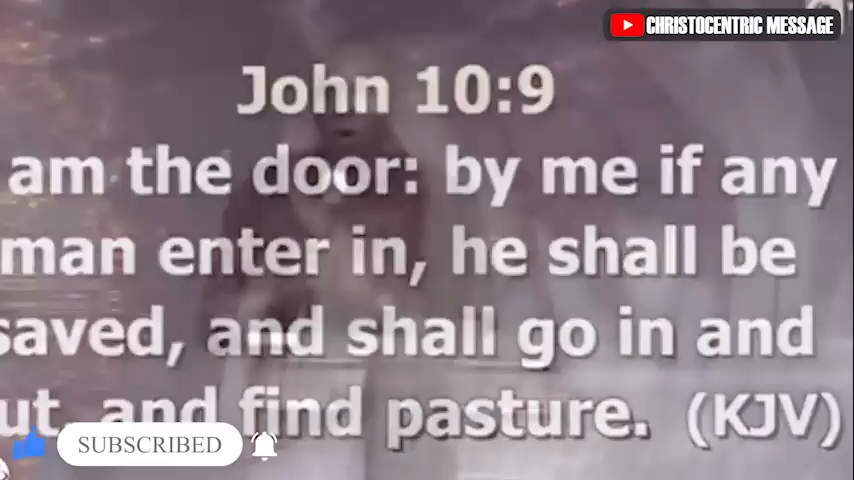 CHRISTOCENTRIC MESSAGE
John 10:9
am the door: by me if any
man enter in, he shall be
saved, and shall go in and
ut, and find pasture. (KJV)
SUBSCRIBED